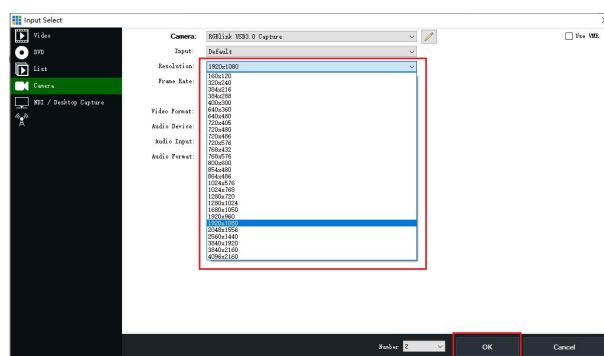 Input Select
Video
DVD
List
Camera
NDI / Desktop Capture
Camera: RGBlink USB3.0 Capture
Use VMR
Input: Default
Resolution: 1920x1080
160x120
320x240
384x216
384x288
400x300
640x360
640x480
720x405
720x480
720x486
720x576
768x432
768x576
800x600
854x480
864x486
1024x576
1024x768
1280x720
1280x1024
1680x1050
1920x960
1920x1080
2048x1556
2560x1440
3840x1920
3840x2160
4096x2160
Frame Rate:
Video Format:
Audio Device:
Audio Input:
Audio Format:
Number 2
OK
Cancel